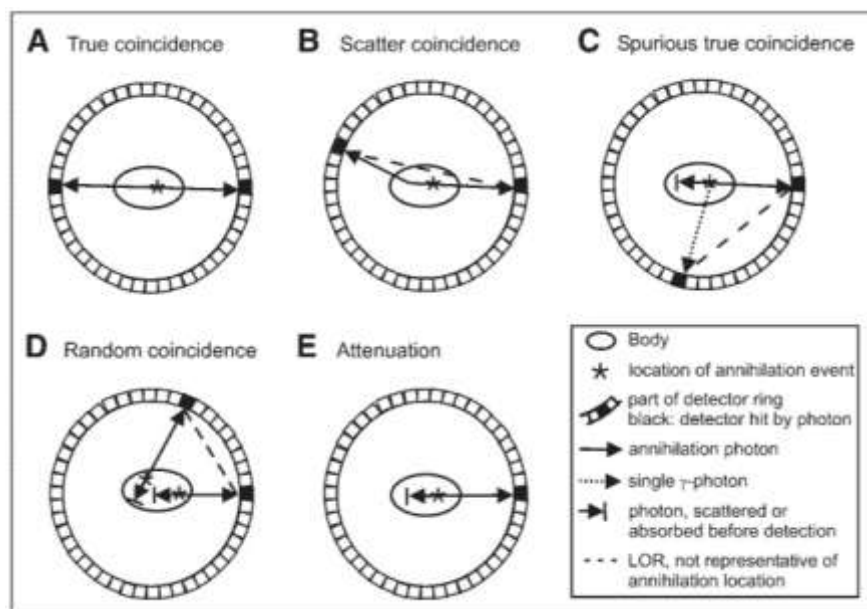 A True coincidence
B Scatter coincidence
C Spurious true coincidence
D Random coincidence
E Attenuation
Body
location of annihilation event
part of detector ring
black: detector hit by photon
annihilation photon
single γ-photon
photon, scattered or
absorbed before detection
LOR, not representative of
annihilation location